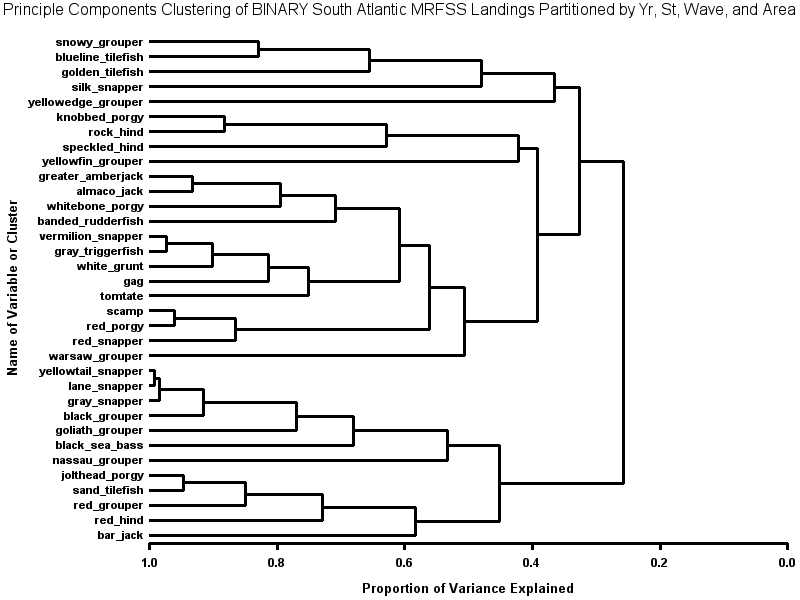 Principle Components Clustering of BINARY South Atlantic MRFSS Landings Partitioned by Yr, St, Wave, and Area
snowy_grouper
blueline_tilefish
golden_tilefish
silk_snapper
yellowedge_grouper
knobbed_porgy
rock_hind
speckled_hind
yellowfin_grouper
greater_amberjack
almaco_jack
whitebone_porgy
banded_rudderfish
vermilion_snapper
gray_triggerfish
white_grunt
gag
tomtate
scamp
red_porgy
red_snapper
warsaw_grouper
yellowtail_snapper
lane_snapper
gray_snapper
black_grouper
goliath_grouper
black_sea_bass
nassau_grouper
jolthead_porgy
sand_tilefish
red_grouper
red_hind
bar_jack
Name of Variable or Cluster
1.0 0.8 0.6 0.4 0.2 0.0
Proportion of Variance Explained